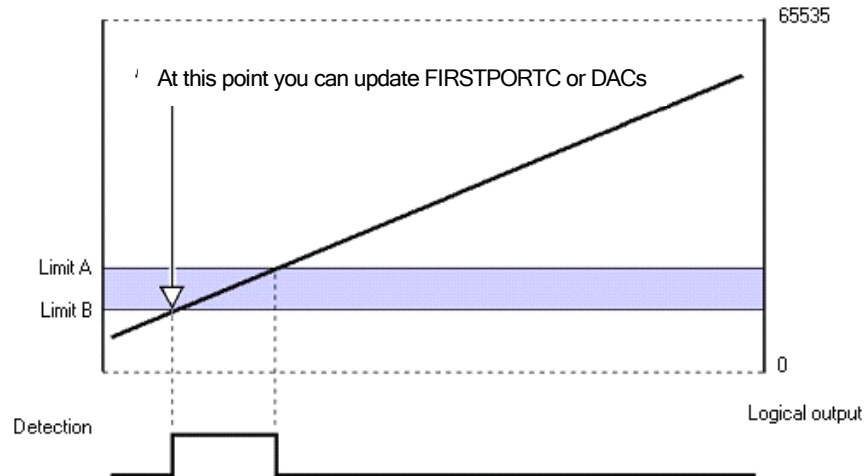 65535
At this point you can update FIRSTPORTC or DACs
Limit A
Limit B
0
Logical output
Detection